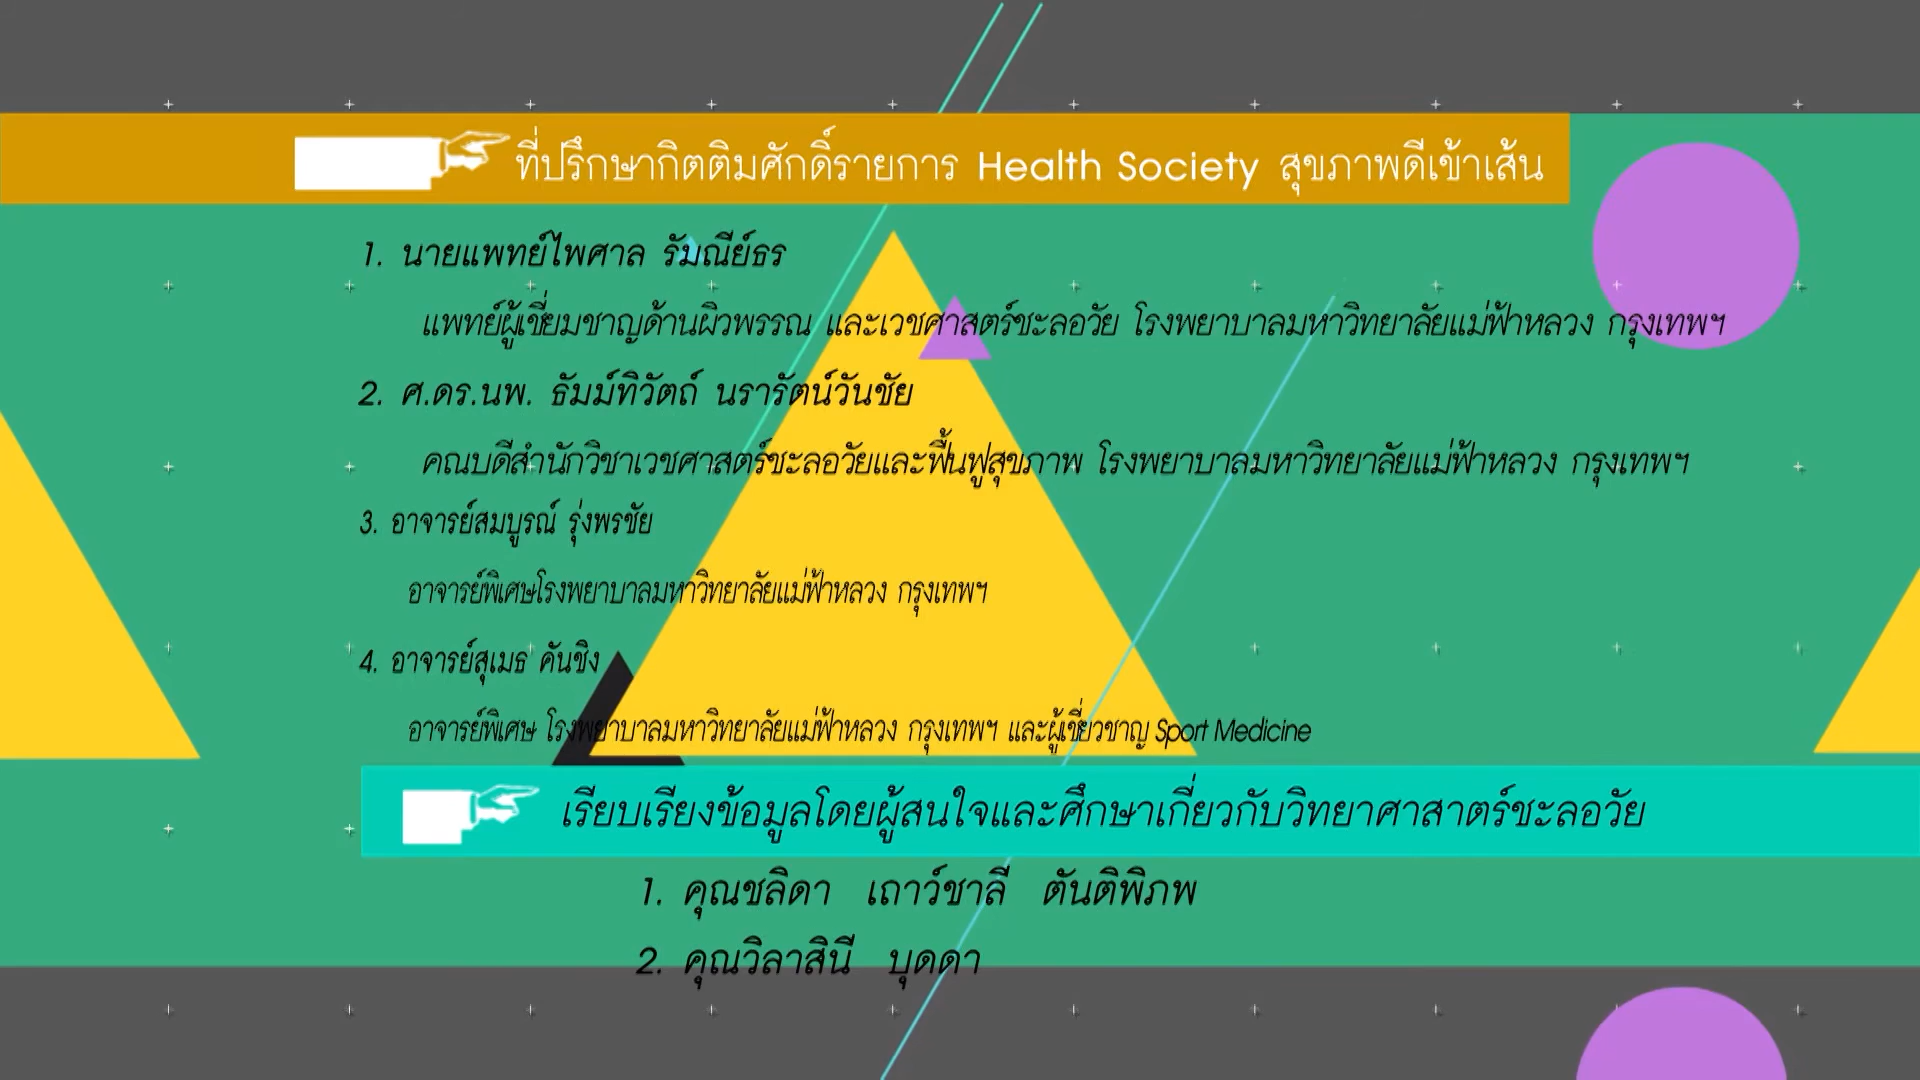 ที่ปรึกษากิตติมศักดิ์รายการ Health Society สุขภาพดีเข้าเส้น
1. นายแพทย์ไพศาล รัมณีย์ธร
แพทย์ผู้เชี่ยมชาญด้านผิวพรรณ และเวชศาสตร์ชะลอวัย โรงพยาบาลมหาวิทยาลัยแม่ฟ้าหลวง กรุงเทพฯ
2. ศ.ดร.นพ. ธัมม์ทิวัตถ์ นรารัตน์วันชัย
คณบดีสำนักวิชาเวชศาสตร์ชะลอวัยและฟื้นฟูสุขภาพ โรงพยาบาลมหาวิทยาลัยแม่ฟ้าหลวง กรุงเทพฯ
3. อาจารย์สมบูรณ์ รุ่งพรชัย
อาจารย์พิเศษโรงพยาบาลมหาวิทยาลัยแม่ฟ้าหลวง กรุงเทพฯ
4. อาจารย์สุเมธ คันชิง
อาจารย์พิเศษ โรงพยาบาลมหาวิทยาลัยแม่ฟ้าหลวง กรุงเทพฯ และผู้เชี่ยวชาญ Sport Medicine
เรียบเรียงข้อมูลโดยผู้สนใจและศึกษาเกี่ยวกับวิทยาศาสาตร์ชะลอวัย
1. คุณชลิดา เถาว์ชาลี ตันติพิภพ
2. คุณวิลาสินี บุดดา